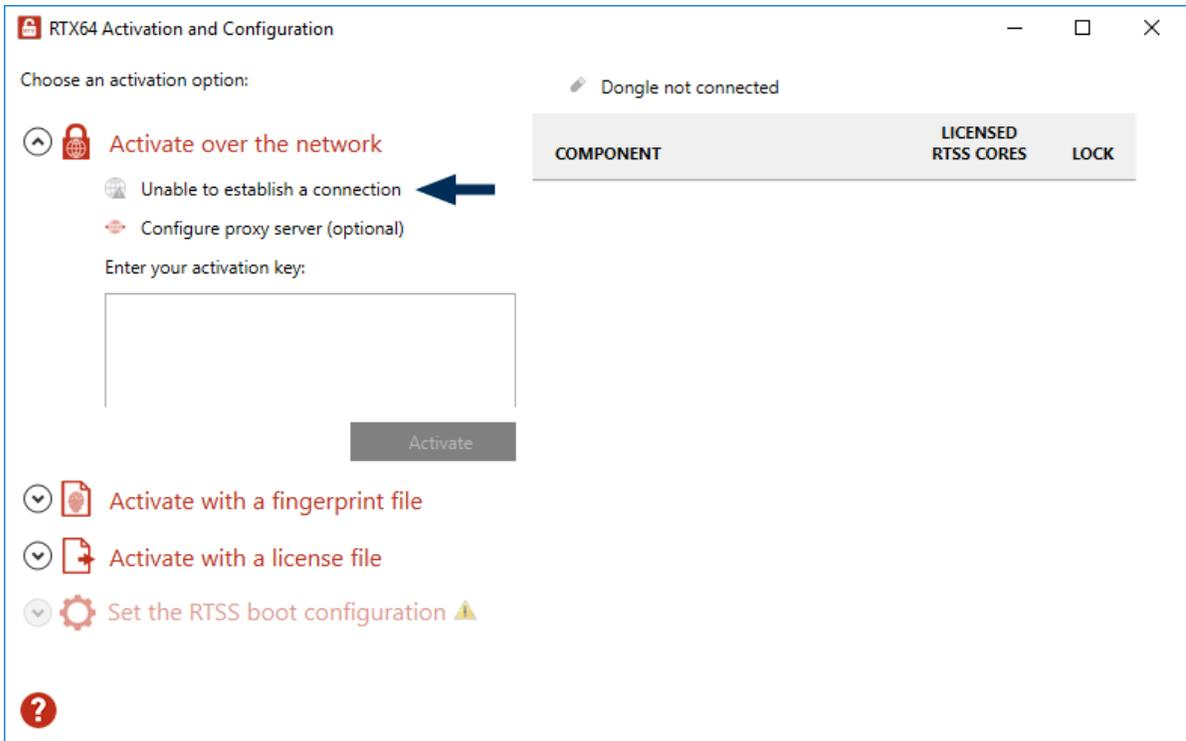 RTX64 Activation and Configuration
Choose an activation option:
Activate over the network
Unable to establish a connection
Configure proxy server (optional)
Enter your activation key:
Activate
Activate with a fingerprint file
Activate with a license file
Set the RTSS boot configuration
Dongle not connected
COMPONENT
LICENSED
RTSS CORES
LOCK